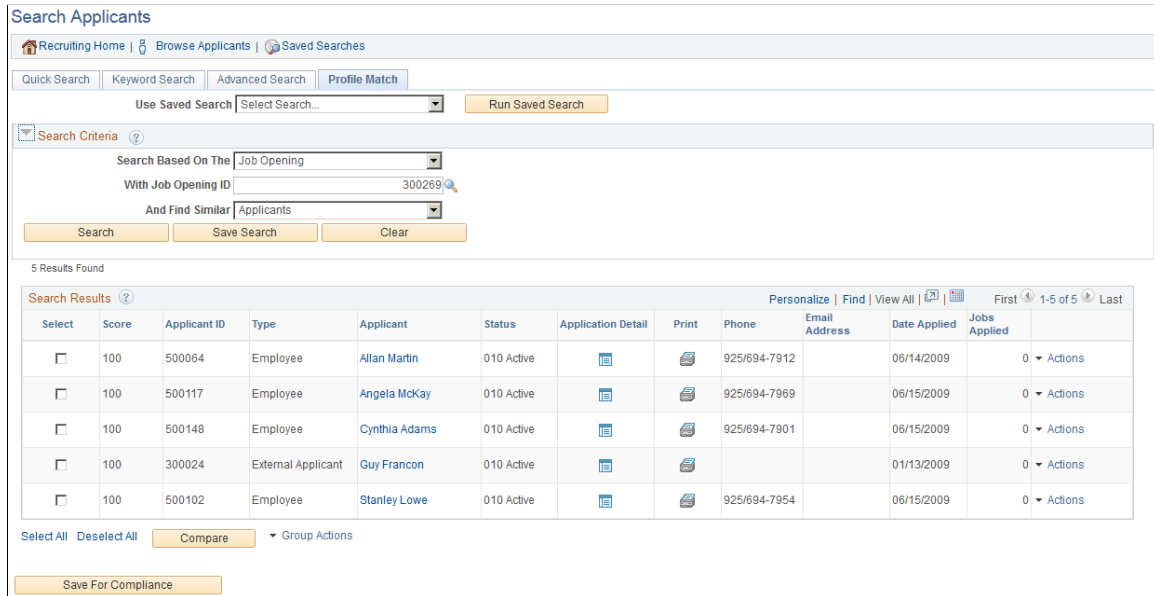 Search Applicants
Recruiting Home | Browse Applicants | Saved Searches
Quick Search Keyword Search Advanced Search Profile Match
Use Saved Search Select Search... Run Saved Search
Search Criteria ?
Search Based On The Job Opening
With Job Opening ID 300269
And Find Similar Applicants
Search Save Search Clear
5 Results Found
Search Results ? Personalize | Find | View All | | First 1-5 of 5 Last
Select Score Applicant ID Type Applicant Status Application Detail Print Phone Email Address Date Applied Jobs Applied
100 500064 Employee Allan Martin 010 Active 925/694-7912 06/14/2009 0 Actions
100 500117 Employee Angela McKay 010 Active 925/694-7969 06/15/2009 0 Actions
100 500148 Employee Cynthia Adams 010 Active 925/694-7901 06/15/2009 0 Actions
100 300024 External Applicant Guy Francon 010 Active 01/13/2009 0 Actions
100 500102 Employee Stanley Lowe 010 Active 925/694-7954 06/15/2009 0 Actions
Select All Deselect All Compare Group Actions
Save For Compliance